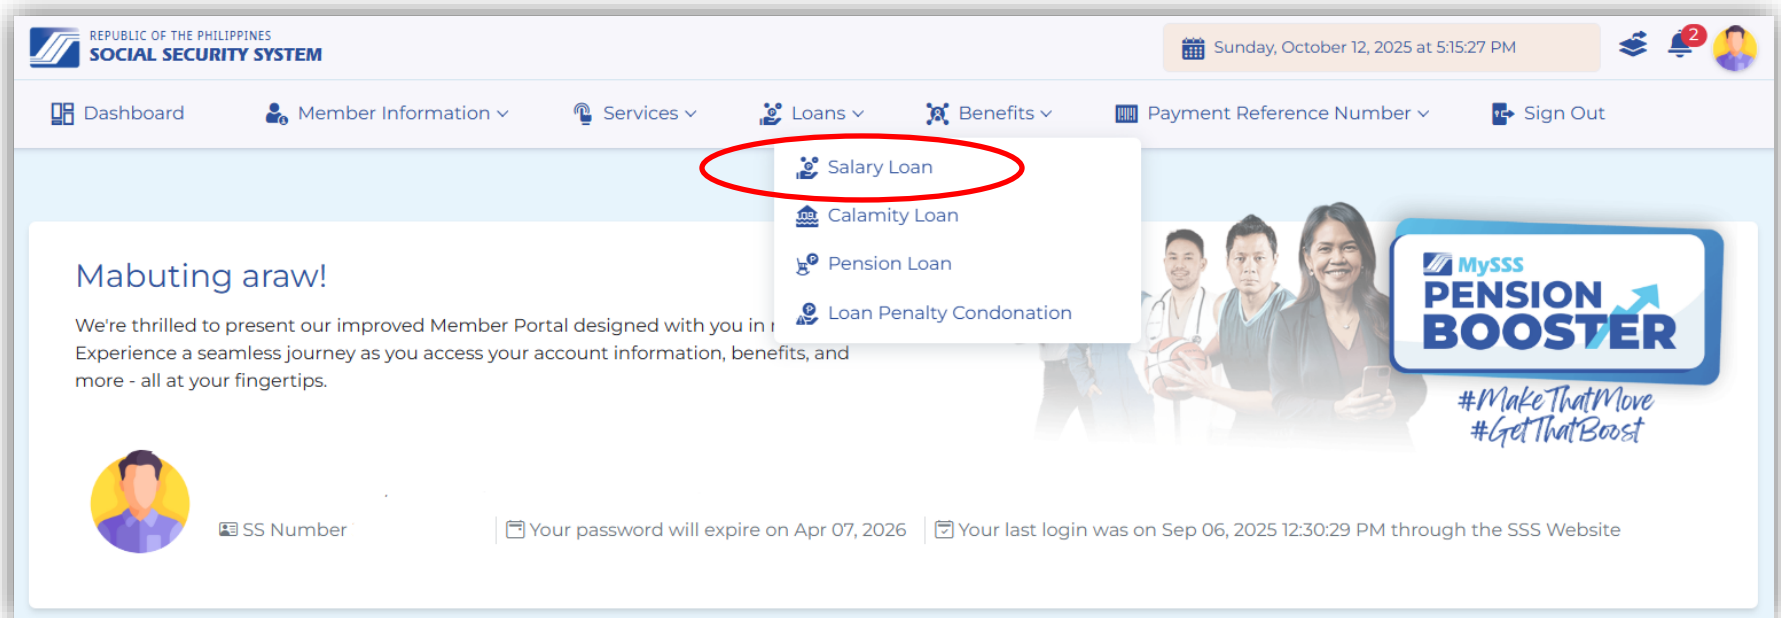 REPUBLIC OF THE PHILIPPINES
SOCIAL SECURITY SYSTEM
Sunday, October 12, 2025 at 5:15:27 PM
2
Dashboard
Member Information
Services
Loans
Benefits
Payment Reference Number
Sign Out
Salary Loan
Calamity Loan
Pension Loan
Loan Penalty Condonation
Mabuting araw!
We're thrilled to present our improved Member Portal designed with you in
Experience a seamless journey as you access your account information, benefits, and
more - all at your fingertips.
MySSS
PENSION
BOOSTER
#MakeThatMove
#GetThatBoost
SS Number
Your password will expire on Apr 07, 2026
Your last login was on Sep 06, 2025 12:30:29 PM through the SSS Website